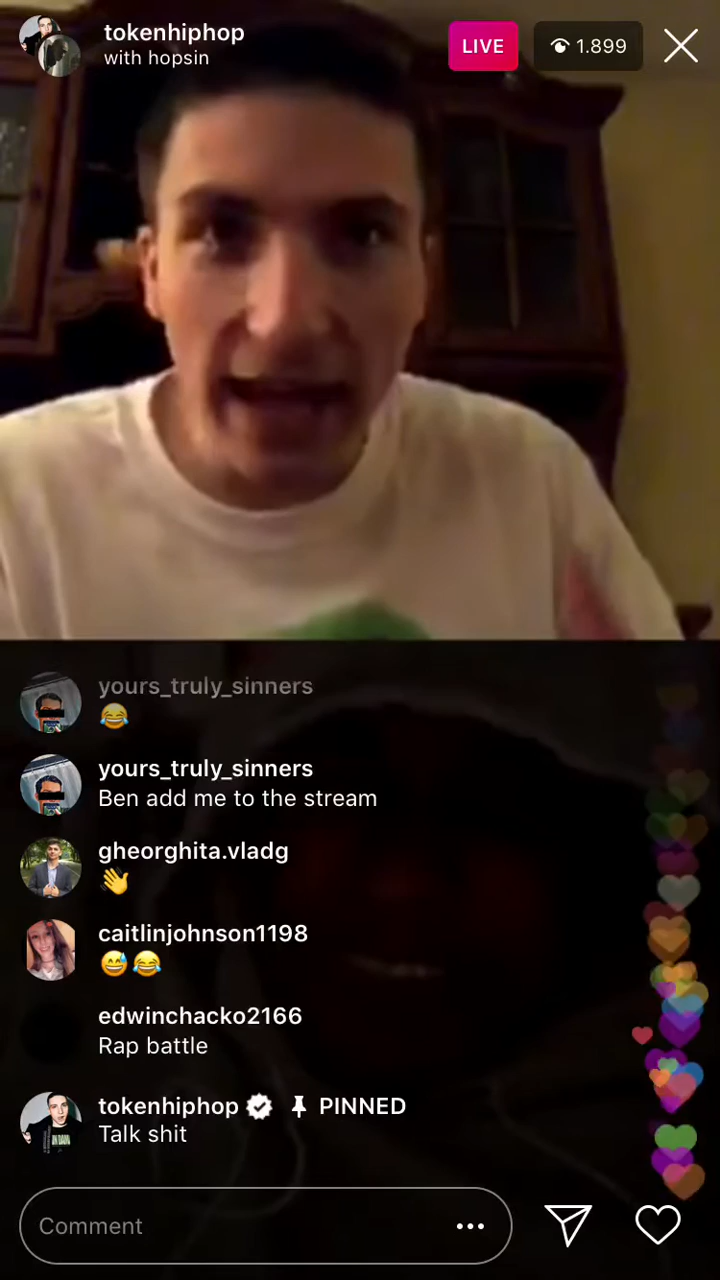 tokenhiphop
with hopsin
LIVE
1.899
yours_truly_sinners
😂
yours_truly_sinners
Ben add me to the stream
gheorghita.vladg
👋
caitlinjohnson1198
😅😂
edwinchacko2166
Rap battle
tokenhiphop PINNED
Talk shit
Comment